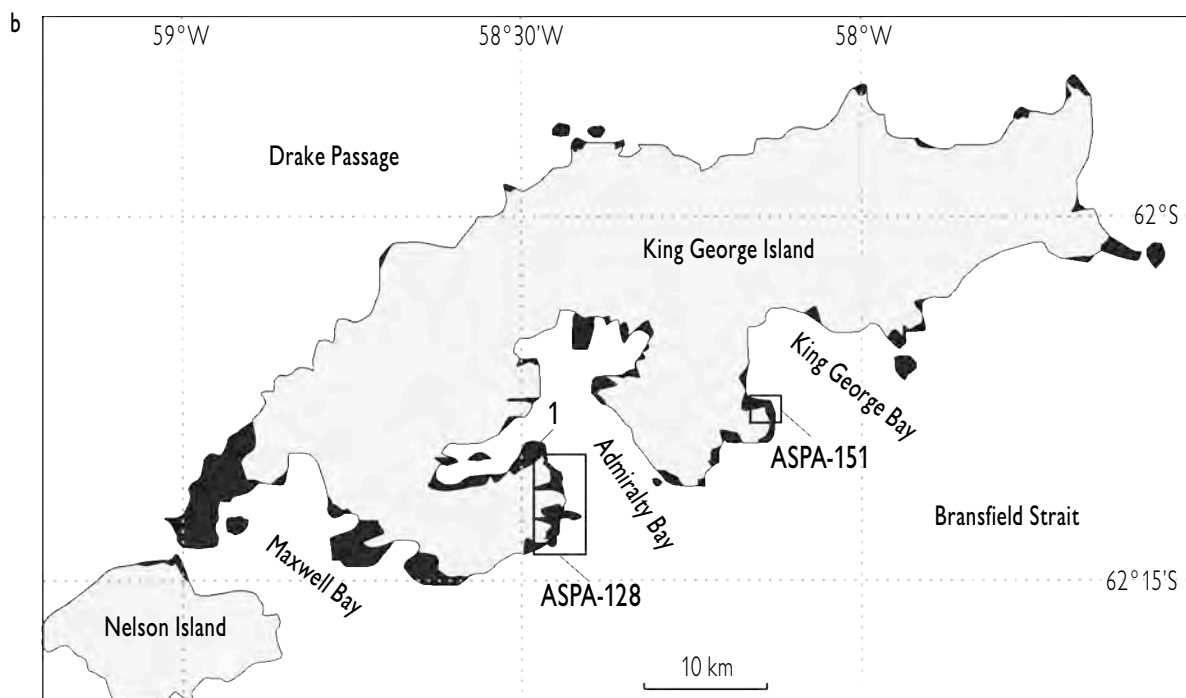 b
59°W
58°30'W
58°W
Drake Passage
62°S
King George Island
King George Bay
1
ASPA-151
Admiralty Bay
Bransfield Strait
Maxwell Bay
62°15'S
ASPA-128
Nelson Island
10 km